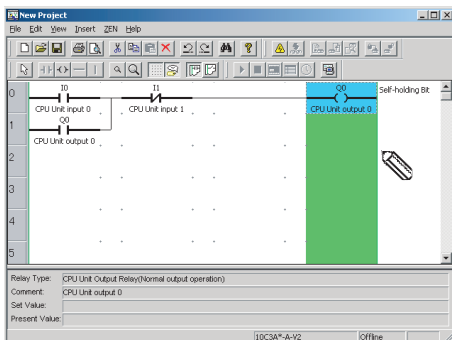 New Project
File Edit View Insert ZEN Help
0 I0 I1 Q0 Self-holding Bit
CPU Unit input 0 CPU Unit input 1 CPU Unit output 0
1 Q0
CPU Unit output 0
2
3
4
5
Relay Type: CPU Unit Output Relay(Normal output operation)
Comment: CPU Unit output 0
Set Value:
Present Value:
10C3A*-A-V2 Offline